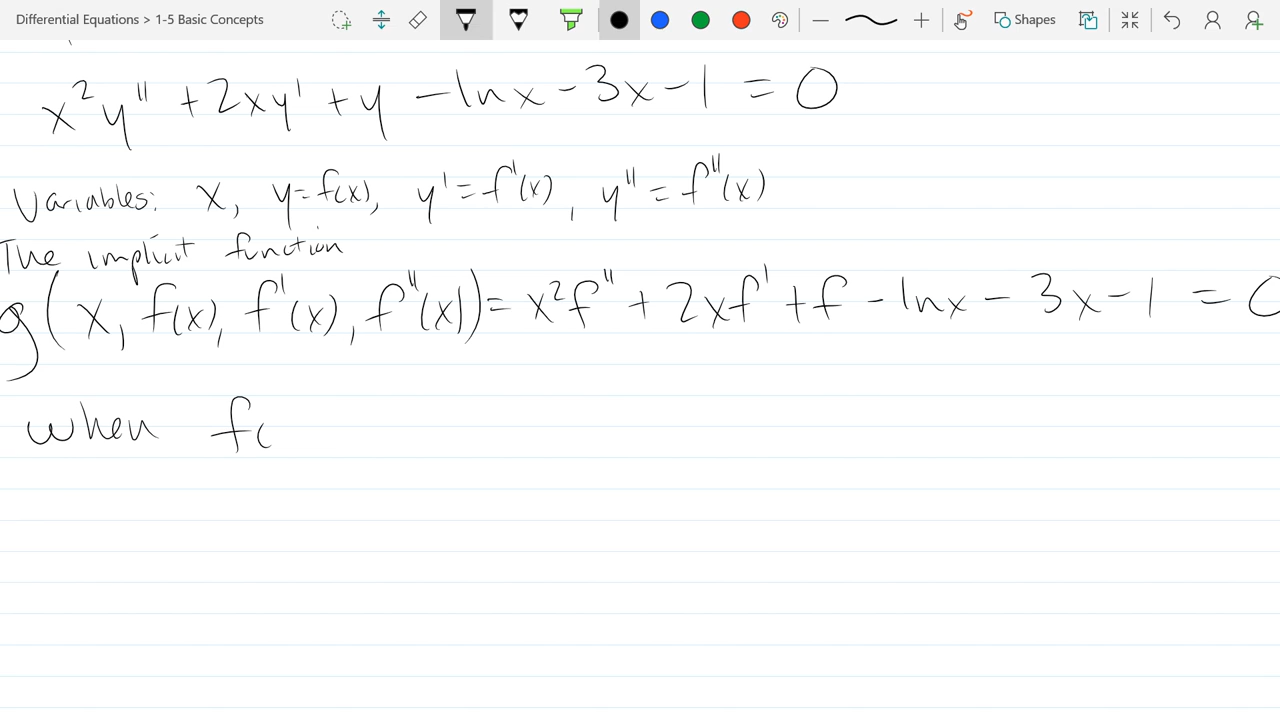 Differential Equations > 1-5 Basic Concepts
Shapes
x²y'' + 2xy' + y - ln x - 3x - 1 = 0
Variables: x, y=f(x), y'=f'(x), y''=f''(x)
The implicit function
g(x, f(x), f'(x), f''(x)) = x²f'' + 2xf' + f - ln x - 3x - 1 = 0
when f(